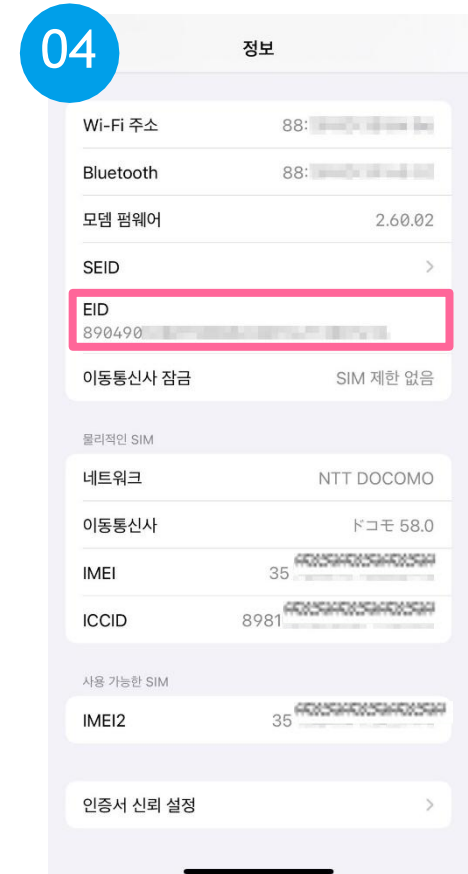 04
정보
Wi-Fi 주소 88:
Bluetooth 88:
모뎀 펌웨어 2.60.02
SEID
EID
890490
이동통신사 잠금 SIM 제한 없음
물리적인 SIM
네트워크 NTT DOCOMO
이동통신사 ドコモ 58.0
IMEI 35
ICCID 8981
사용 가능한 SIM
IMEI2 35
인증서 신뢰 설정